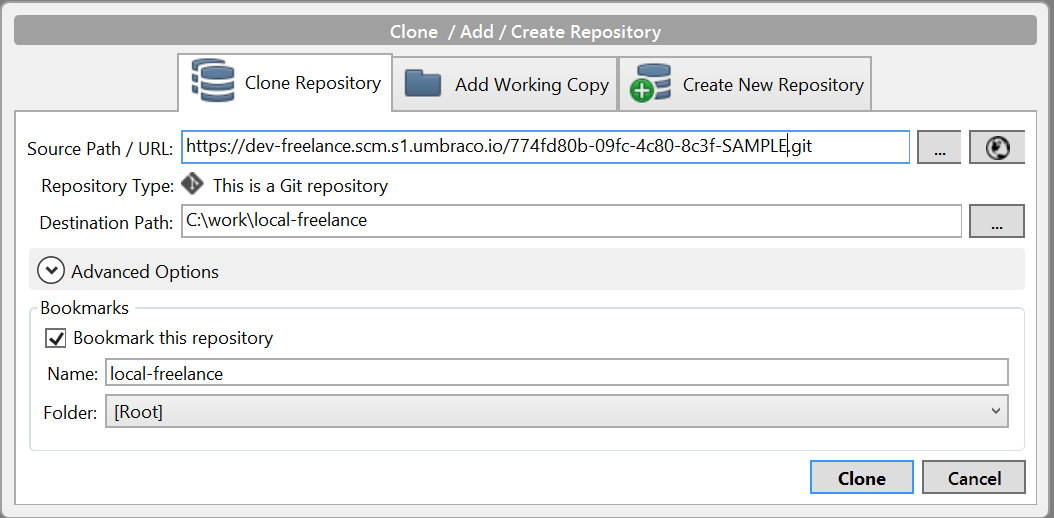 Clone / Add / Create Repository
Clone Repository
Add Working Copy
Create New Repository
Source Path / URL: https://dev-freelance.scm.s1.umbraco.io/774fd80b-09fc-4c80-8c3f-SAMPLE.git ...
Repository Type: This is a Git repository
Destination Path: C:\work\local-freelance ...
Advanced Options
Bookmarks
Bookmark this repository
Name: local-freelance
Folder: [Root]
Clone Cancel